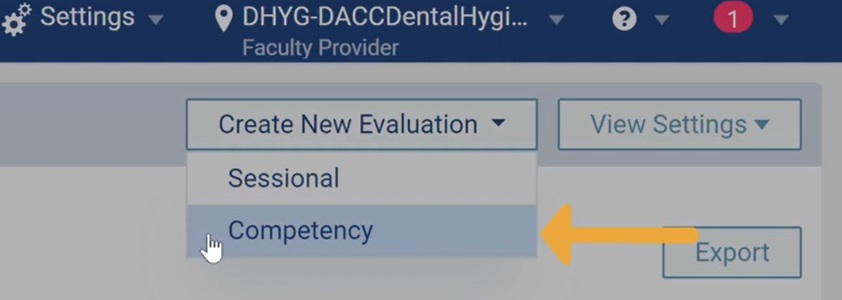 Settings
DHYG-DACCDentalHygi...
Faculty Provider
1
Create New Evaluation
View Settings
Sessional
Competency
Export